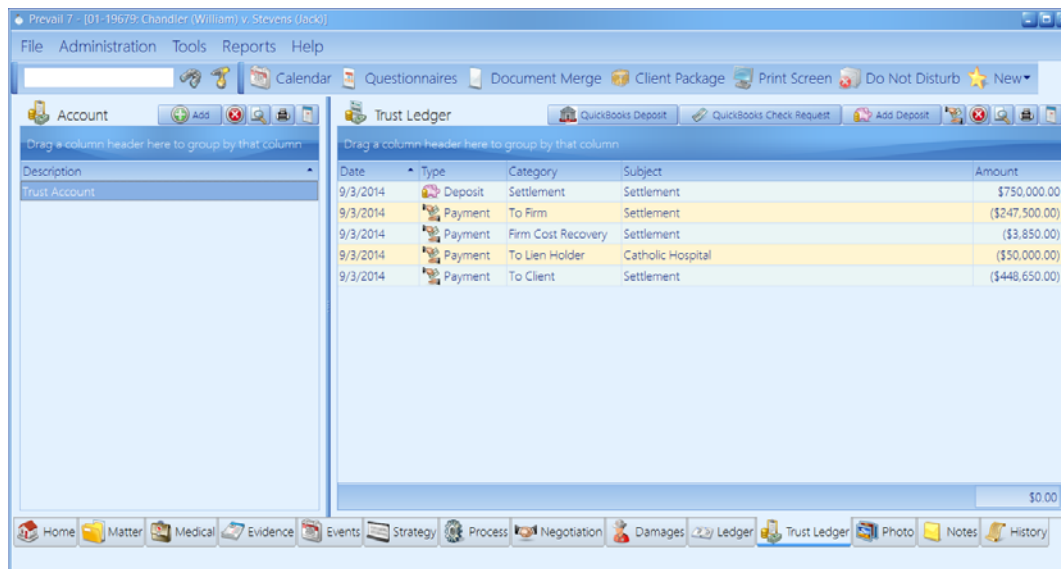 Prevail 7 - [01-19679: Chandler (William) v. Stevens (Jack)]
File Administration Tools Reports Help
Calendar Questionnaires Document Merge Client Package Print Screen Do Not Disturb New
Account Add Trust Ledger QuickBooks Deposit QuickBooks Check Request Add Deposit
Drag a column header here to group by that column Drag a column header here to group by that column
Description Date Type Category Subject Amount
Trust Account 9/3/2014 Deposit Settlement Settlement $750,000.00
9/3/2014 Payment To Firm Settlement ($247,500.00)
9/3/2014 Payment Firm Cost Recovery Settlement ($3,850.00)
9/3/2014 Payment To Lien Holder Catholic Hospital ($50,000.00)
9/3/2014 Payment To Client Settlement ($448,650.00)
$0.00
Home Matter Medical Evidence Events Strategy Process Negotiation Damages Ledger Trust Ledger Photo Notes History